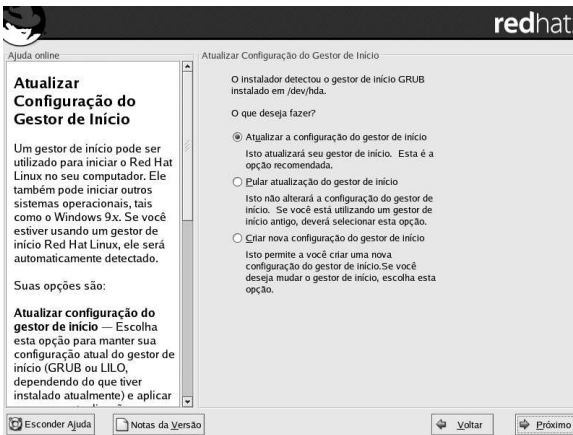 redhat
Ajuda online
Atualizar
Configuração do
Gestor de Início
Um gestor de início pode ser
utilizado para iniciar o Red Hat
Linux no seu computador. Ele
também pode iniciar outros
sistemas operacionais, tais
como o Windows 9x. Se você
estiver usando um gestor de
início Red Hat Linux, ele será
automaticamente detectado.
Suas opções são:
Atualizar configuração do
gestor de início — Escolha
esta opção para manter sua
configuração atual do gestor de
início (GRUB ou LILO,
dependendo do que tiver
instalado atualmente) e aplicar
Atualizar Configuração do Gestor de Início
O instalador detectou o gestor de início GRUB
instalado em /dev/hda.
O que deseja fazer?
Atualizar a configuração do gestor de início
Isto atualizará seu gestor de início. Esta é a
opção recomendada.
Pular atualização do gestor de início
Isto não alterará a configuração do gestor de
início. Se você está utilizando um gestor de
início antigo, deverá selecionar esta opção.
Criar nova configuração do gestor de início
Isto permite a você criar uma nova
configuração do gestor de início.Se você
deseja mudar o gestor de início, escolha esta
opção.
Esconder Ajuda
Notas da Versão
Voltar
Próximo